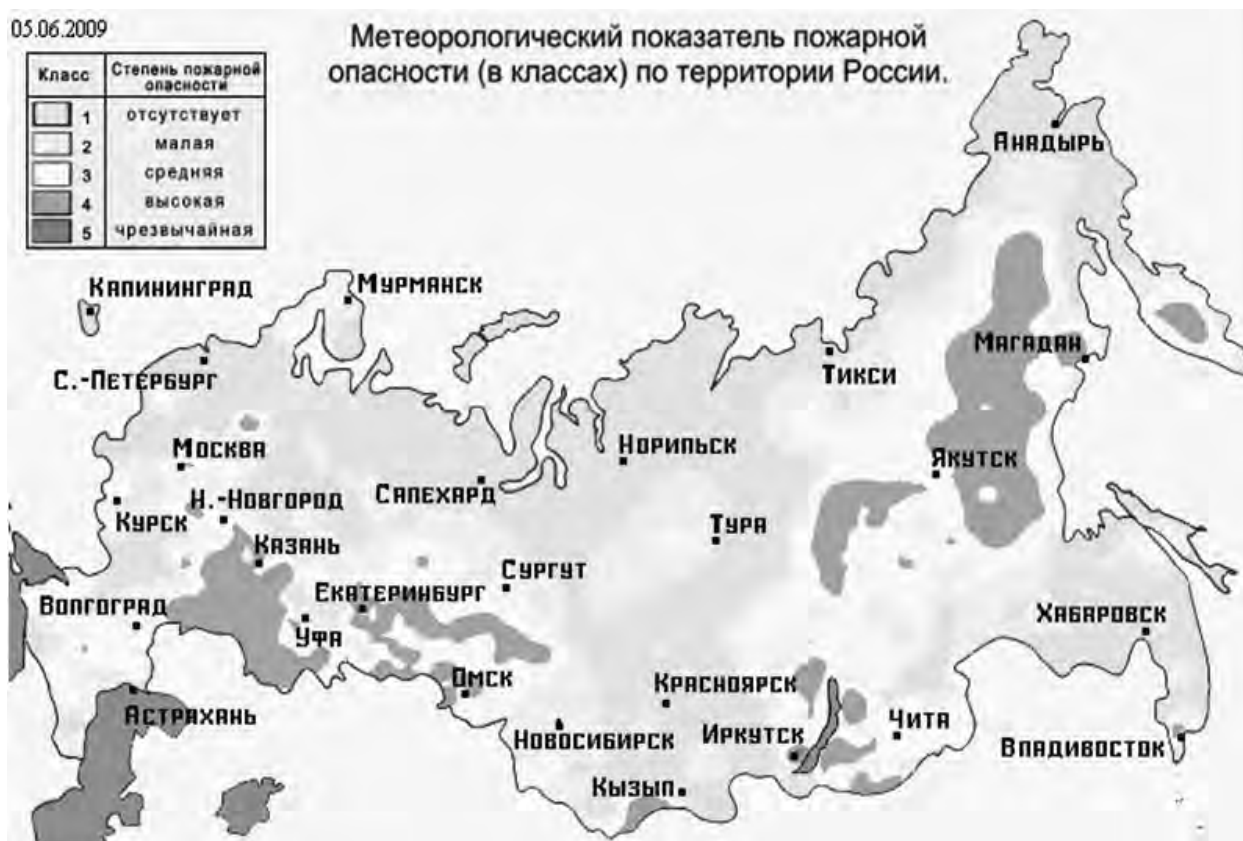 05.06.2009
Метеорологический показатель пожарной
опасности (в классах) по территории России.
Класс
Степень пожарной
опасности
1 отсутствует
2 малая
3 средняя
4 высокая
5 чрезвычайная
Анадырь
Калининград
Мурманск
Магадан
С.-Петербург
Тикси
Москва
Норильск
Якутск
Н.-Новгород
Салехард
Курск
Тура
Казань
Сургут
Екатеринбург
Волгоград
Хабаровск
Уфа
Омск
Красноярск
Астрахань
Чита
Новосибирск
Иркутск
Владивосток
Кызыл